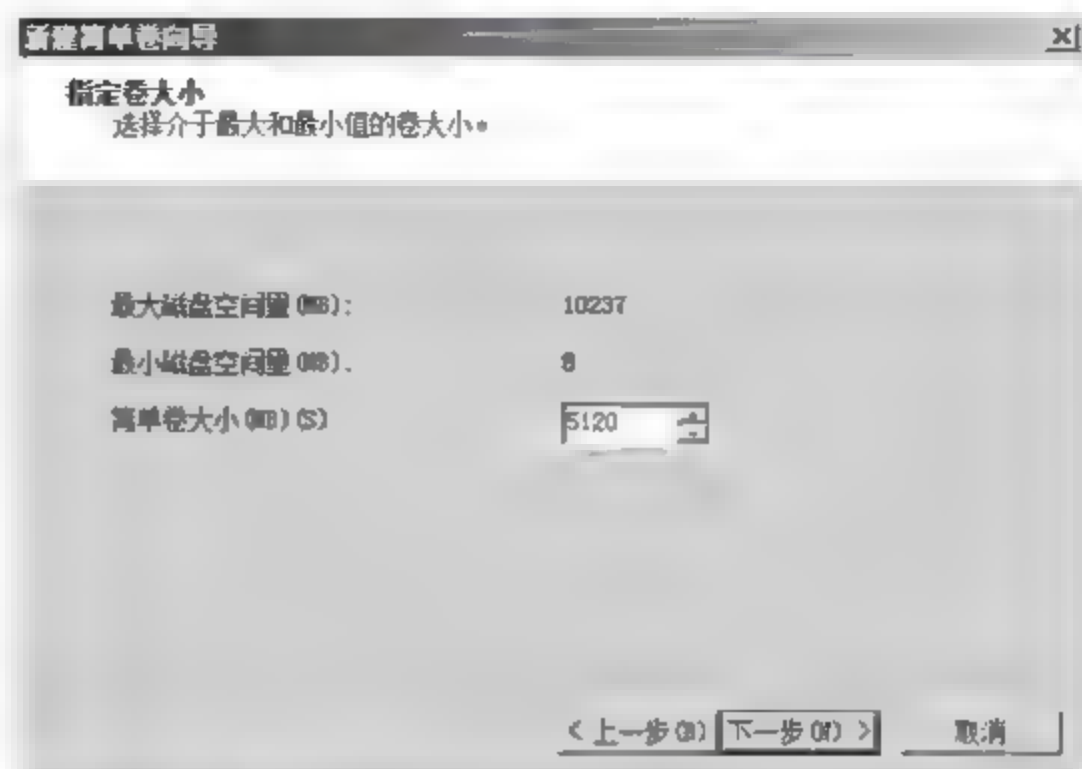 新建简单卷向导
指定卷大小
选择介于最大和最小值的卷大小。
最大磁盘空间量(MB): 10237
最小磁盘空间量(MB): 8
简单卷大小(MB)(S) 5120
< 上一步(B) 下一步(N) > 取消